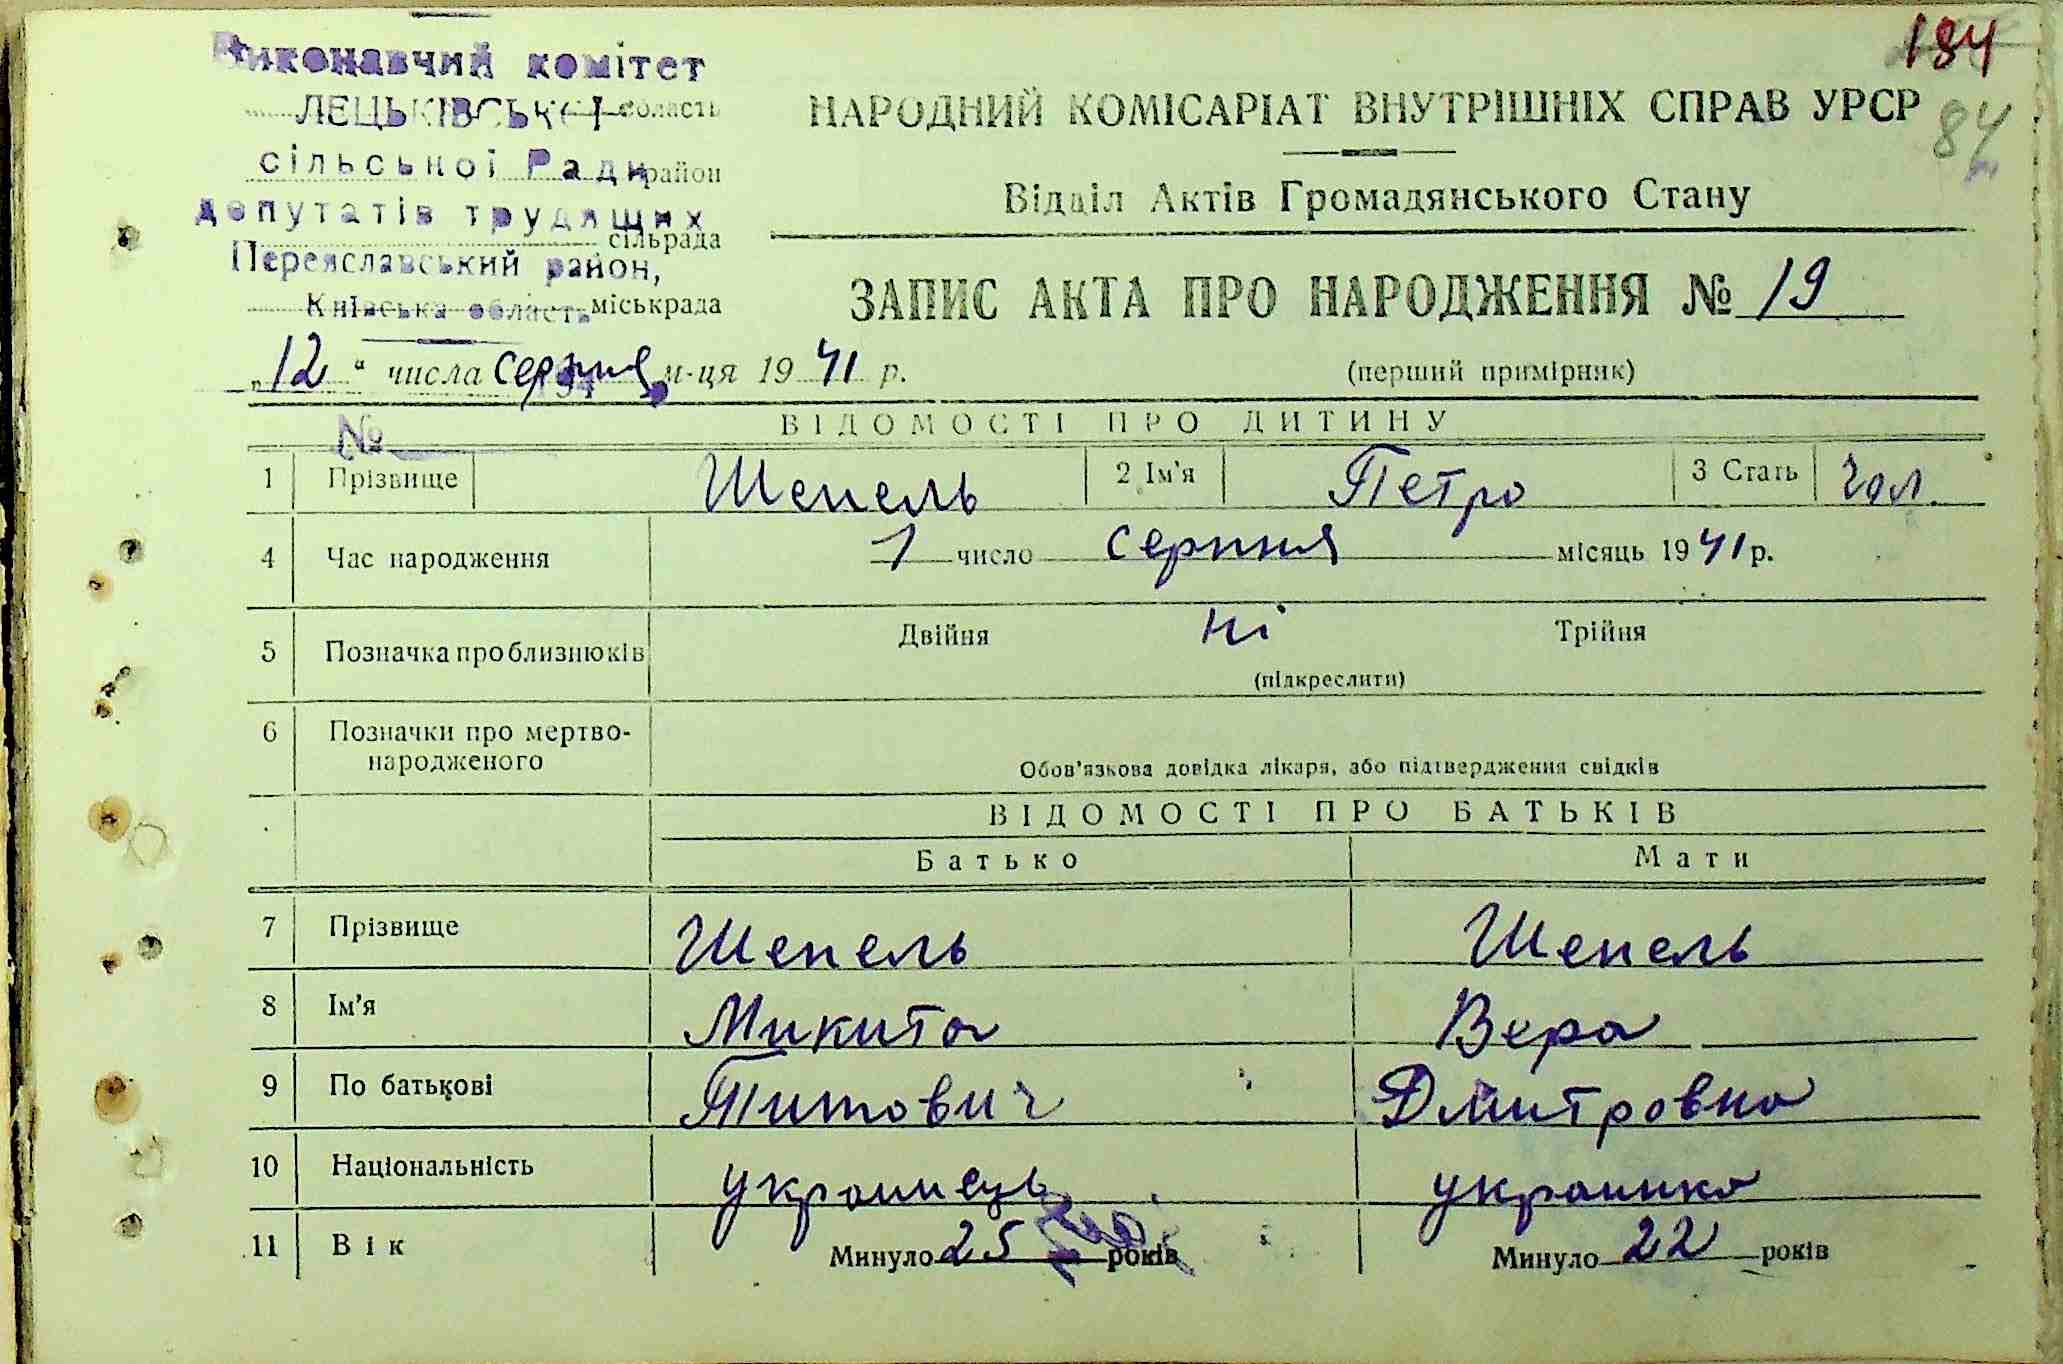 184
Виконавчий комітет
ЛЕЦЬКІВСЬКОЇ область
НАРОДНИЙ КОМІСАРІАТ ВНУТРІШНІХ СПРАВ УРСР
84
сільської Ради район
Відділ Актів Громадянського Стану
депутатів трудящих
сільрада
Переяславський район,
Київська область міськрада
ЗАПИС АКТА ПРО НАРОДЖЕННЯ № 19
„12“ числа серпня м-ця 1941 р.
(перший примірник)
№
ВІДОМОСТІ ПРО ДИТИНУ
1 Прізвище Шепель 2 Ім'я Петро 3 Стать чол.
4 Час народження 1 число серпня місяць 1941 р.
5 Позначка про близнюків Двійня ні Трійня
(підкреслити)
6 Позначки про мертво-
народженого
Обов'язкова довідка лікаря, або підтвердження свідків
ВІДОМОСТІ ПРО БАТЬКІВ
Батько Мати
7 Прізвище Шепель Шепель
8 Ім'я Микита Вера
9 По батькові Титович Дмитровна
10 Національність украинець украинка
11 Вік Минуло 25 років Минуло 22 років